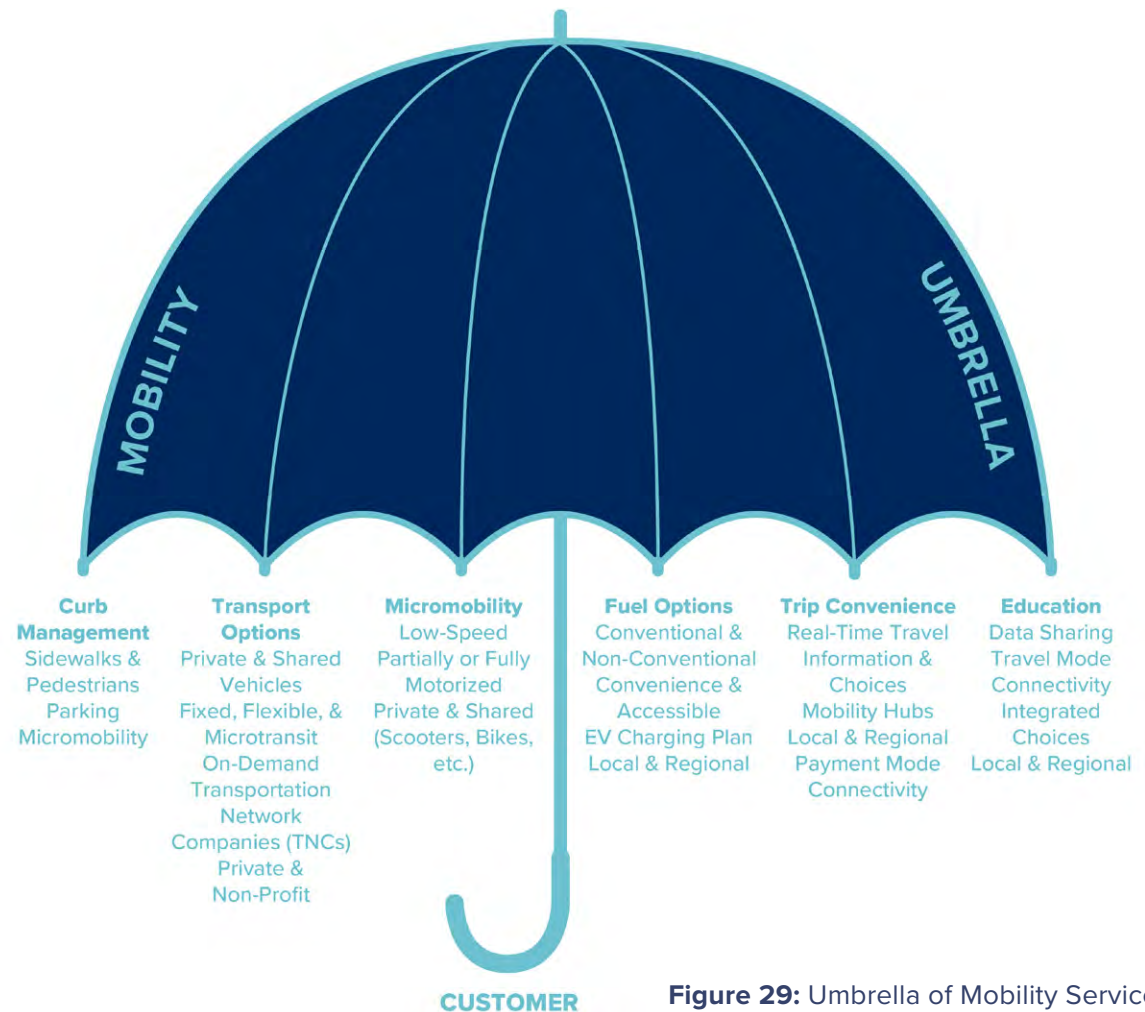 MOBILITY
UMBRELLA
Curb
Management
Sidewalks &
Pedestrians
Parking
Micromobility
Transport
Options
Private & Shared
Vehicles
Fixed, Flexible, &
Microtransit
On-Demand
Transportation
Network
Companies (TNCs)
Private &
Non-Profit
Micromobility
Low-Speed
Partially or Fully
Motorized
Private & Shared
(Scooters, Bikes,
etc.)
Fuel Options
Conventional &
Non-Conventional
Convenience &
Accessible
EV Charging Plan
Local & Regional
Trip Convenience
Real-Time Travel
Information &
Choices
Mobility Hubs
Local & Regional
Payment Mode
Connectivity
Education
Data Sharing
Travel Mode
Connectivity
Integrated
Choices
Local & Regional
CUSTOMER
Figure 29: Umbrella of Mobility Service